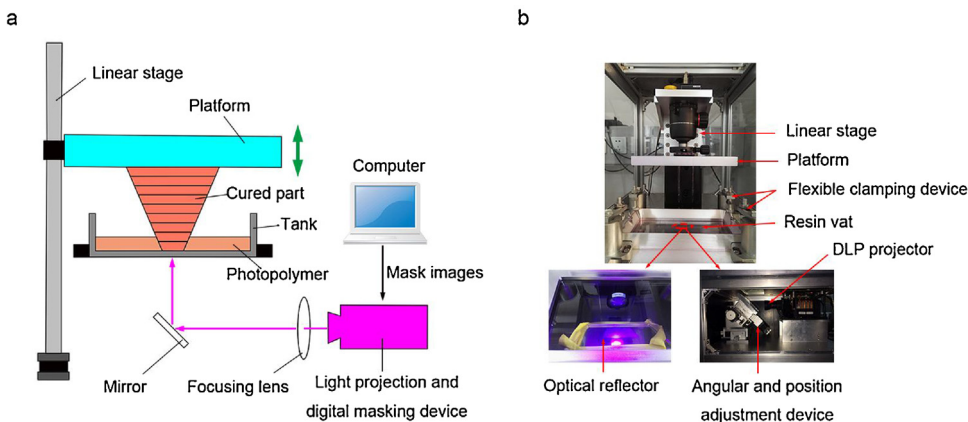 a
Linear stage
Platform
Cured part
Tank
Photopolymer
Computer
Mask images
Mirror
Focusing lens
Light projection and
digital masking device
b
Linear stage
Platform
Flexible clamping device
Resin vat
DLP projector
Optical reflector
Angular and position
adjustment device